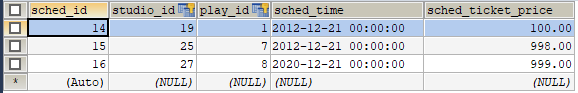 sched_id studio_id play_id sched_time sched_ticket_price
14 19 1 2012-12-21 00:00:00 100.00
15 25 7 2012-12-21 00:00:00 998.00
16 27 8 2020-12-21 00:00:00 999.00
* (Auto) (NULL) (NULL) (NULL) (NULL)